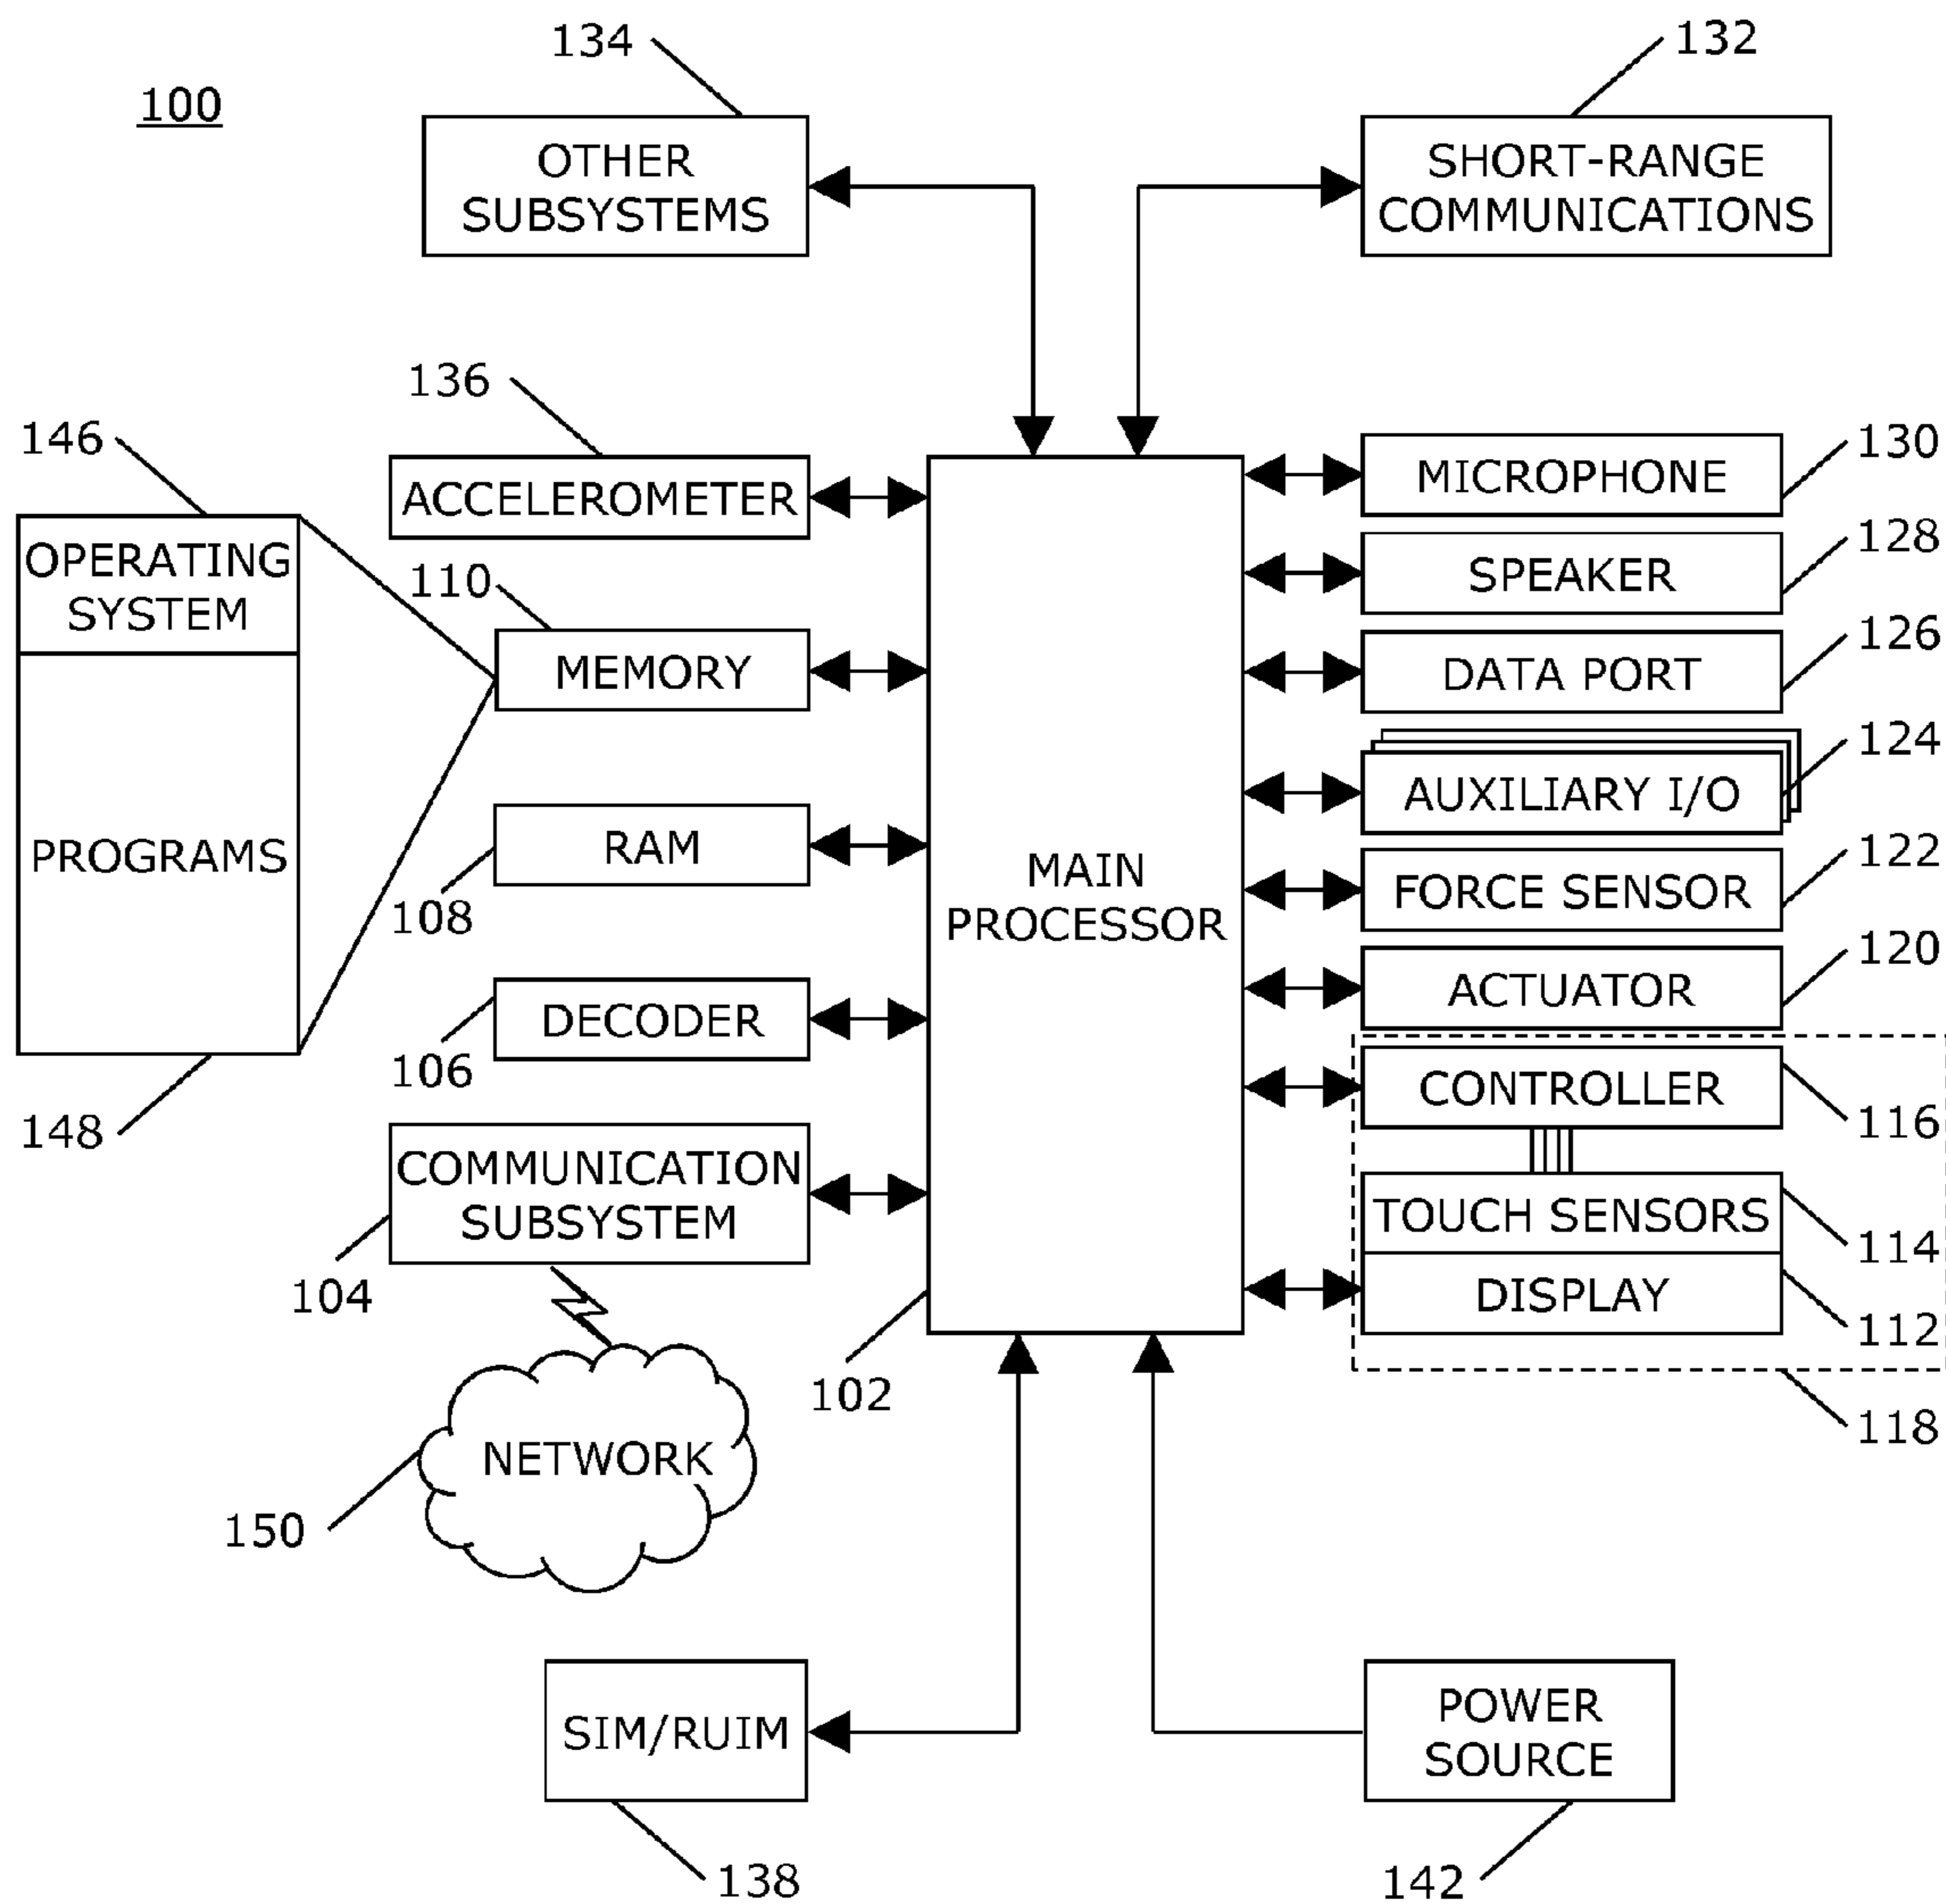 134
132
100
OTHER
SUBSYSTEMS
SHORT-RANGE
COMMUNICATIONS
136
146
ACCELEROMETER
OPERATING
SYSTEM
110
MEMORY
PROGRAMS
RAM
108
DECODER
106
148
COMMUNICATION
SUBSYSTEM
104
MAIN
PROCESSOR
102
MICROPHONE
130
SPEAKER
128
DATA PORT
126
AUXILIARY I/O
124
FORCE SENSOR
122
ACTUATOR
120
CONTROLLER
116
TOUCH SENSORS
114
DISPLAY
112
118
NETWORK
150
SIM/RUIM
138
POWER
SOURCE
142